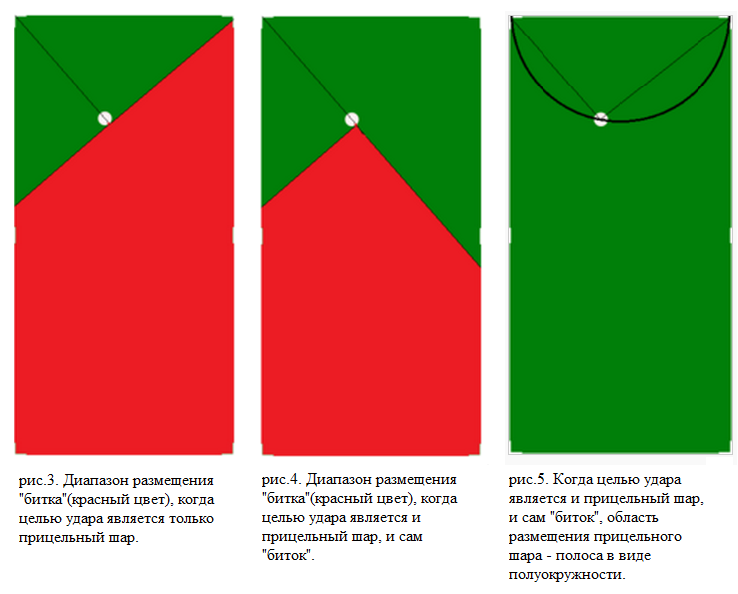 рис.3. Диапазон размещения
"битка"(красный цвет), когда
целью удара является только
прицельный шар.
рис.4. Диапазон размещения
"битка"(красный цвет), когда
целью удара является и
прицельный шар, и сам
"биток".
рис.5. Когда целью удара
является и прицельный шар,
и сам "биток", область
размещения прицельного
шара - полоса в виде
полуокружности.